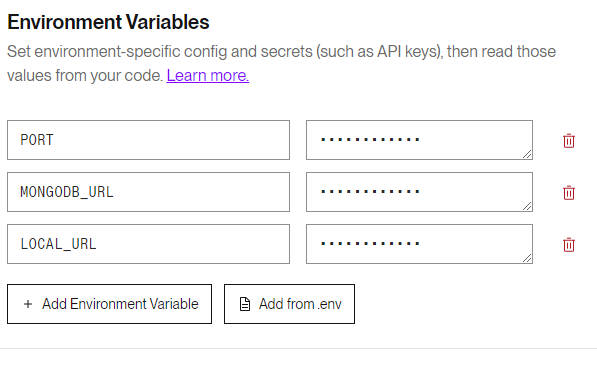 Environment Variables
Set environment-specific config and secrets (such as API keys), then read those
values from your code. Learn more.
PORT ············
MONGODB_URL ············
LOCAL_URL ············
+ Add Environment Variable Add from .env